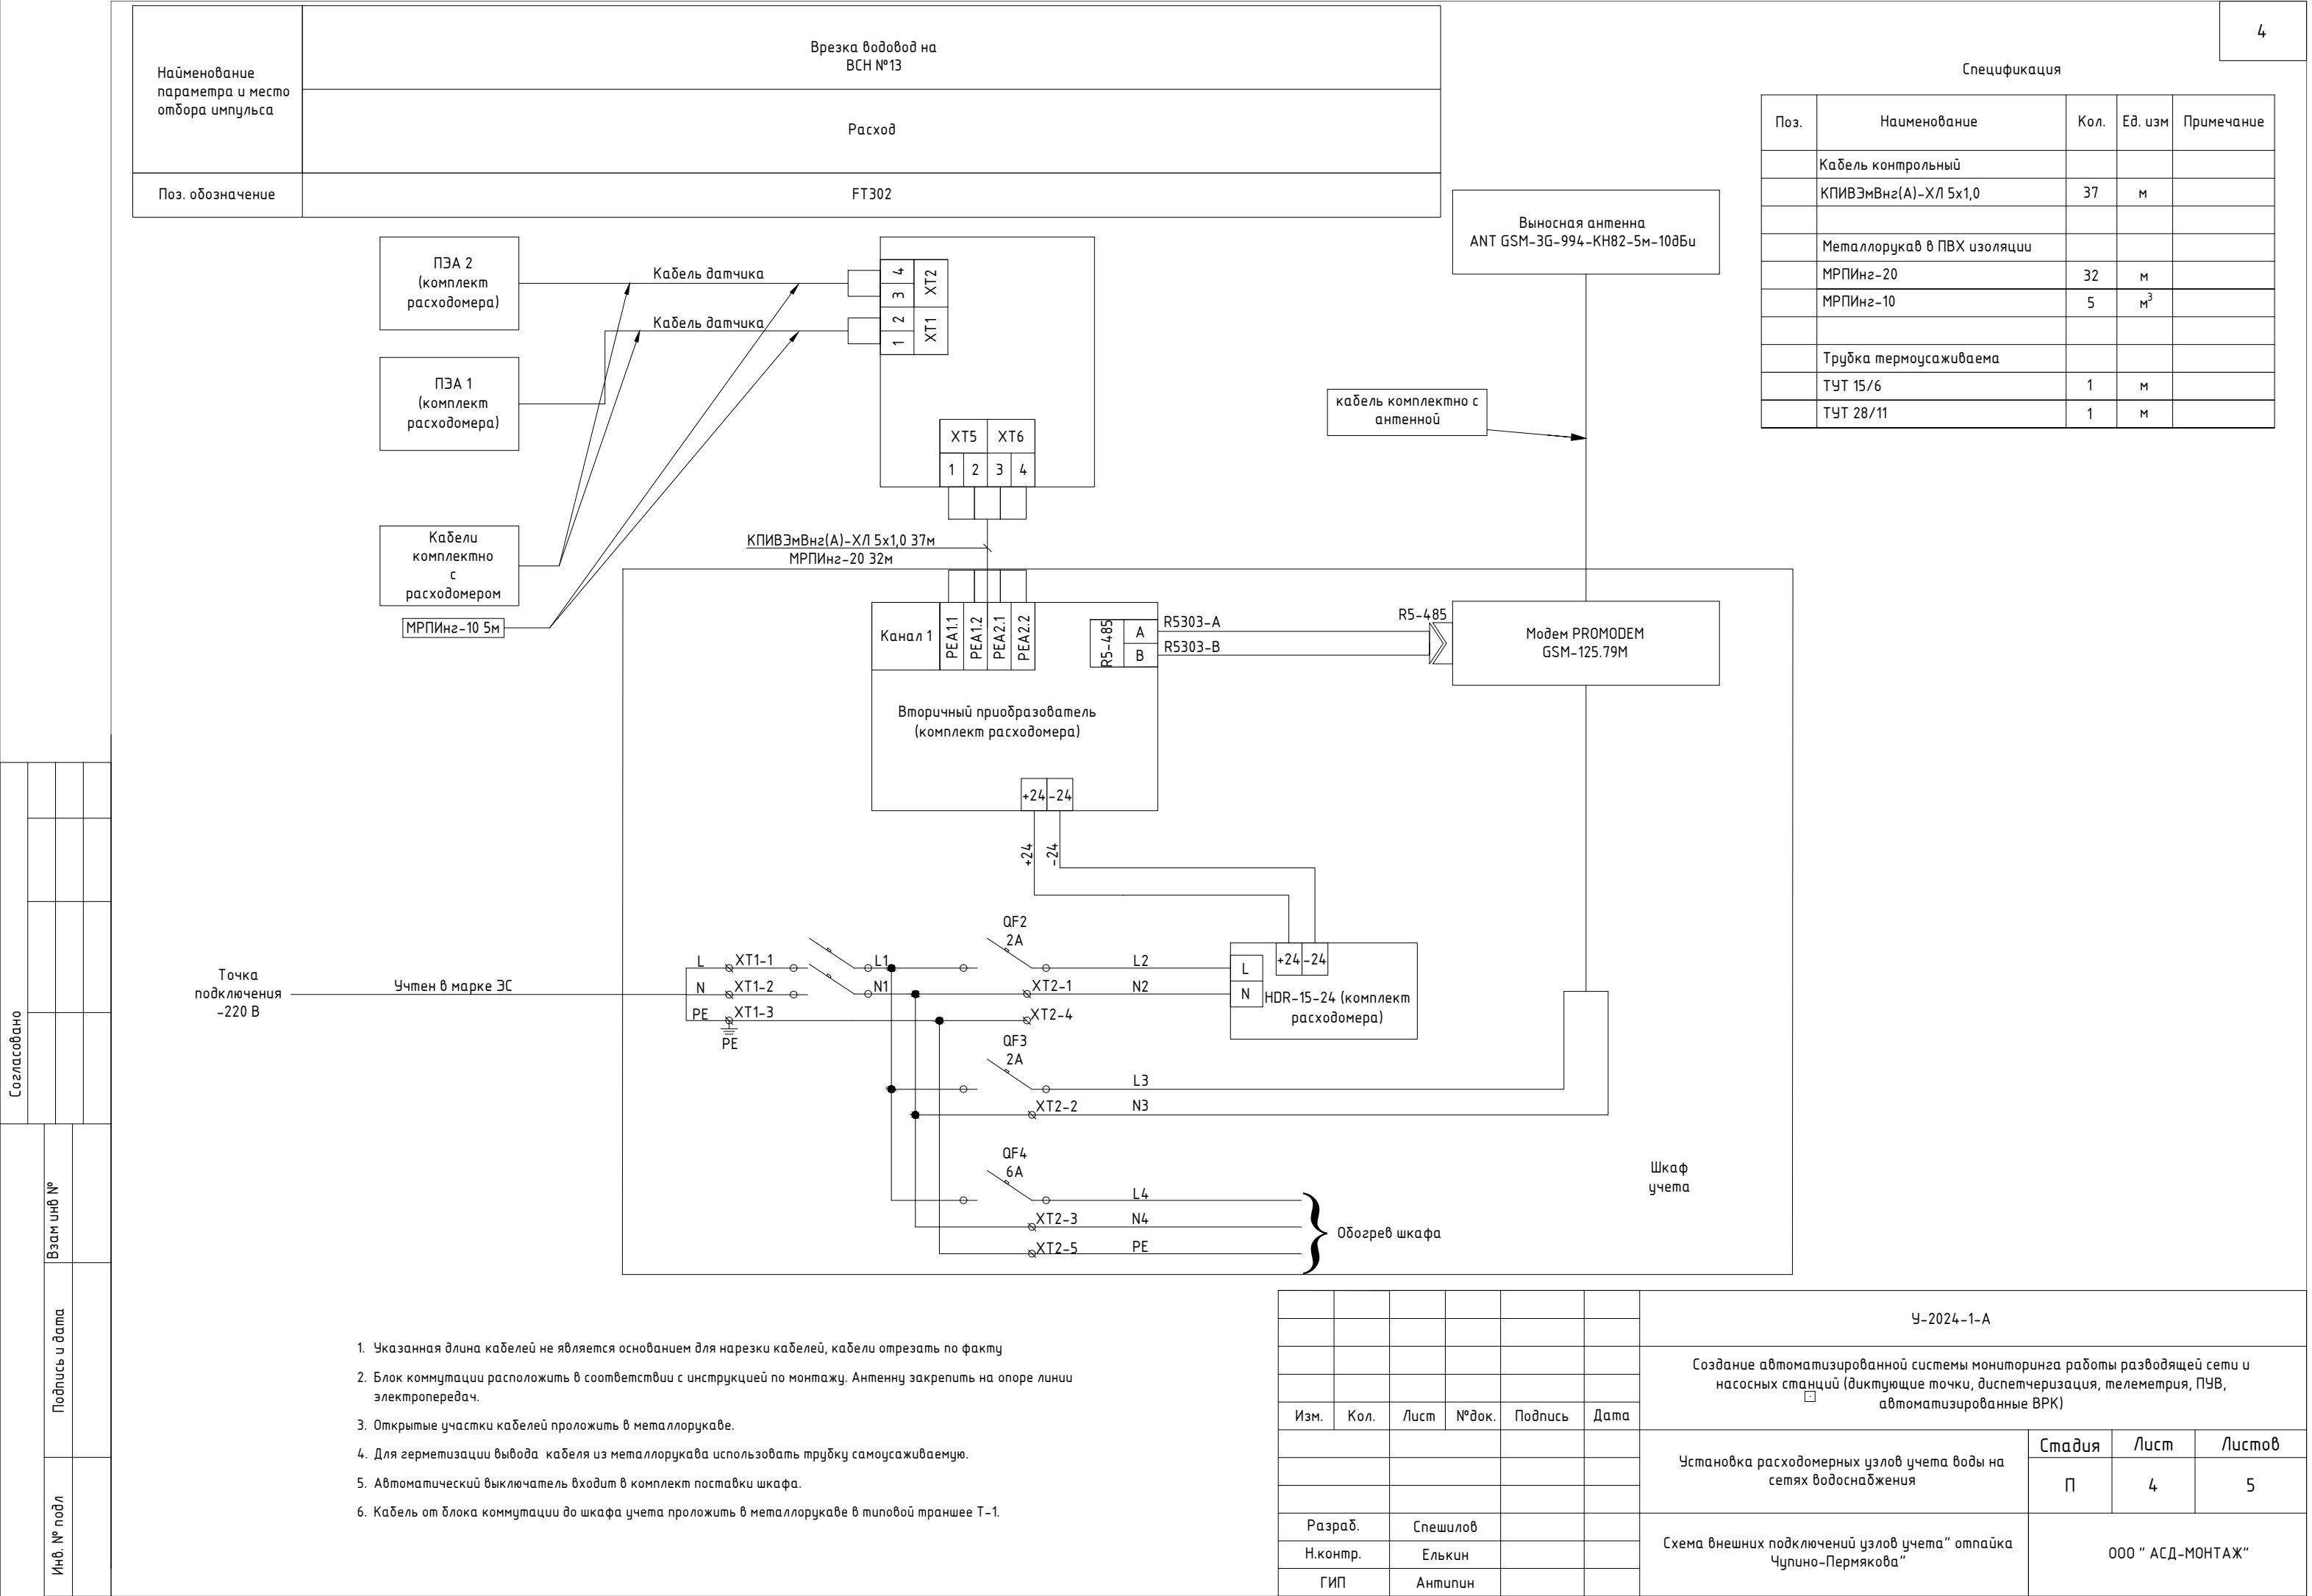 4
Врезка водовод на
ВСН №13
Найменование
параметра и место
отбора импульса
Расход
Поз. обозначение
FT302
Спецификация
Поз. Наименование Кол. Ед. изм Примечание
Кабель контрольный
КПИВЭмВнг(А)-ХЛ 5х1,0 37 м
Металлорукав в ПВХ изоляции
МРПИнг-20 32 м
МРПИнг-10 5 м³
Трубка термоусаживаема
ТУТ 15/6 1 м
ТУТ 28/11 1 м
Выносная антенна
ANT GSM-3G-994-КН82-5м-10дБи
кабель комплектно с
антенной
ПЭА 2
(комплект
расходомера)
Кабель датчика
4
3
XT2
ПЭА 1
(комплект
расходомера)
Кабель датчика
2
1
XT1
XT5 XT6
1 2 3 4
Кабели
комплектно
с
расходомером
МРПИнг-10 5м
КПИВЭмВнг(А)-ХЛ 5х1,0 37м
МРПИнг-20 32м
Канал 1
PEA1.1
PEA1.2
PEA2.1
PEA2.2
R5-485
A
B
R5303-A
R5303-B
R5-485
Модем PROMODEM
GSM-125.79М
Вторичный приобразователь
(комплект расходомера)
+24 -24
+24
-24
Точка
подключения
~220 В
Учтен в марке ЭС
L XT1-1
N XT1-2
PE XT1-3
PE
L1
N1
QF2
2A
L2
XT2-1 N2
XT2-4
L
N
+24 -24
HDR-15-24 (комплект
расходомера)
QF3
2A
L3
XT2-2 N3
QF4
6A
L4
XT2-3 N4
XT2-5 PE
Обогрев шкафа
Шкаф
учета
1. Указанная длина кабелей не является основанием для нарезки кабелей, кабели отрезать по факту
2. Блок коммутации расположить в соответствии с инструкцией по монтажу. Антенну закрепить на опоре линии
электропередач.
3. Открытые участки кабелей проложить в металлорукаве.
4. Для герметизации вывода кабеля из металлорукава использовать трубку самоусаживаемую.
5. Автоматический выключатель входит в комплект поставки шкафа.
6. Кабель от блока коммутации до шкафа учета проложить в металлорукаве в типовой траншее Т-1.
Согласовано
Взам инв №
Подпись и дата
Инв. № подл
У-2024-1-А
Создание автоматизированной системы мониторинга работы разводящей сети и
насосных станций (диктующие точки, диспетчеризация, телеметрия, ПУВ,
автоматизированные ВРК)
Изм. Кол. Лист №док. Подпись Дата
Установка расходомерных узлов учета воды на
сетях водоснабжения
Стадия Лист Листов
П 4 5
Разраб. Спешилов
Н.контр. Елькин
ГИП Антипин
Схема внешних подключений узлов учета" отпайка
Чупино-Пермякова"
ООО " АСД-МОНТАЖ"